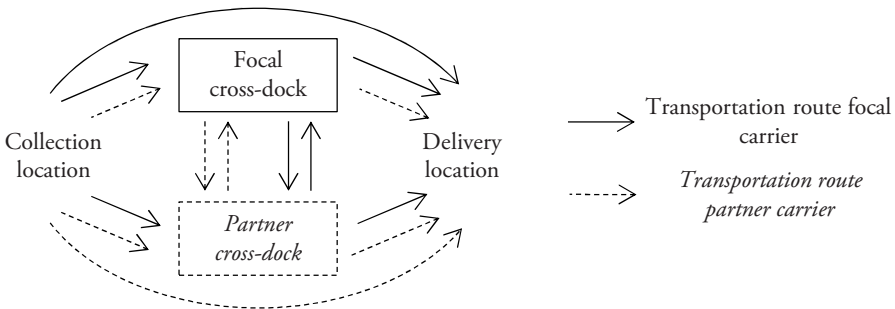 Focal
cross-dock
Collection
location
Delivery
location
Partner
cross-dock
Transportation route focal
carrier
Transportation route
partner carrier